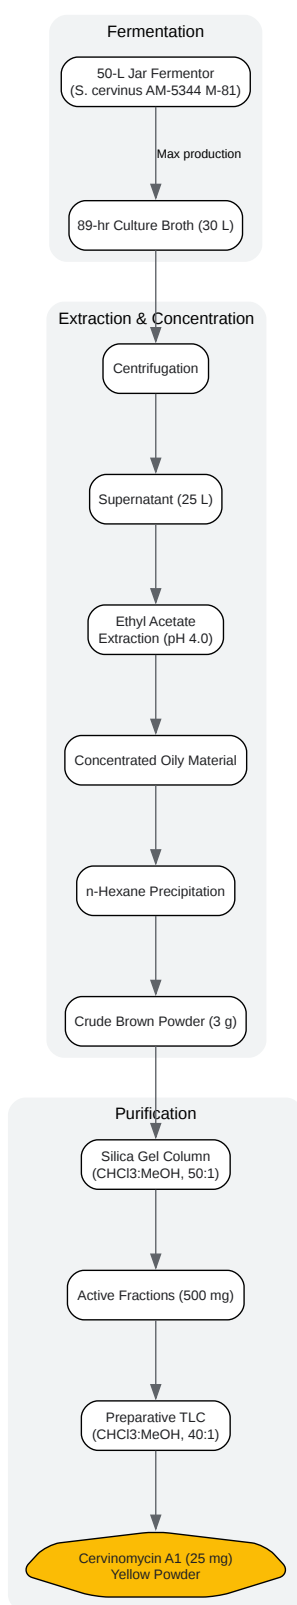 Fermentation
50-L Jar Fermentor
(S. cervinus AM-5344 M-81)
Max production
89-hr Culture Broth (30 L)
Extraction & Concentration
Centrifugation
Supernatant (25 L)
Ethyl Acetate
Extraction (pH 4.0)
Concentrated Oily Material
n-Hexane Precipitation
Crude Brown Powder (3 g)
Purification
Silica Gel Column
(CHCl3:MeOH, 50:1)
Active Fractions (500 mg)
Preparative TLC
(CHCl3:MeOH, 40:1)
Cervinomycin A1 (25 mg)
Yellow Powder